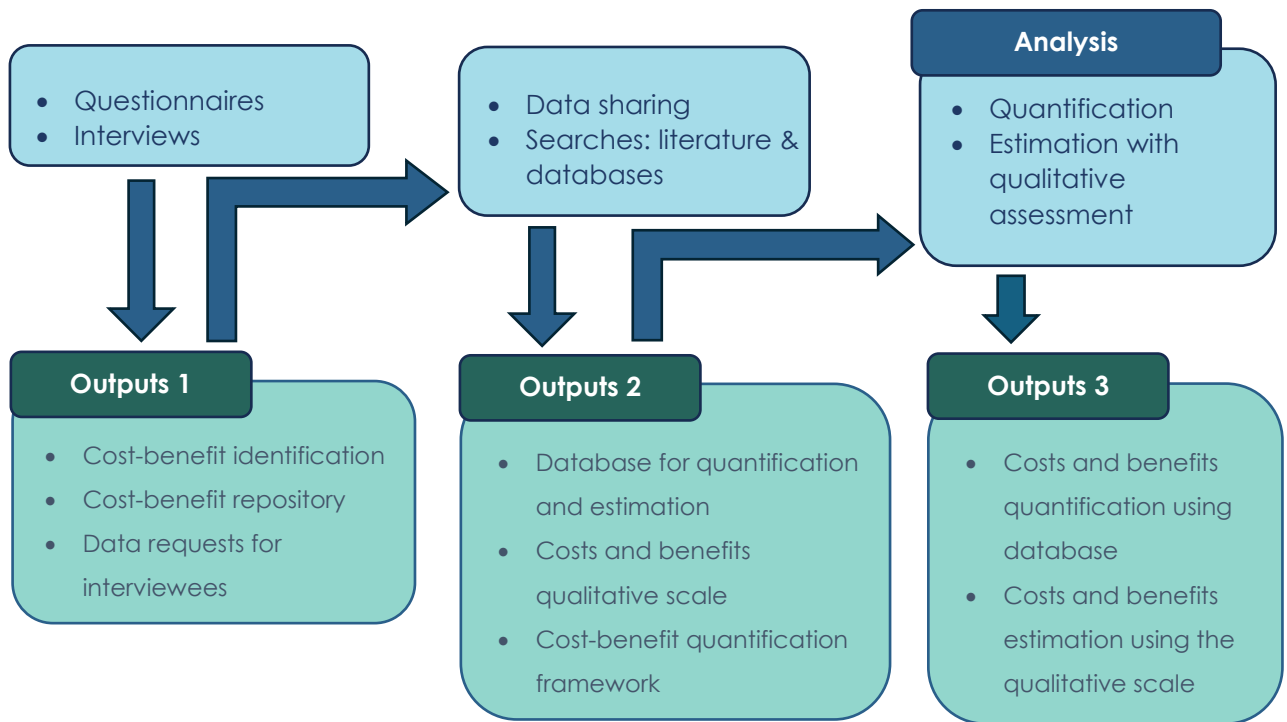 • Questionnaires
• Interviews
• Data sharing
• Searches: literature &
databases
Analysis
• Quantification
• Estimation with
qualitative
assessment
Outputs 1
• Cost-benefit identification
• Cost-benefit repository
• Data requests for
interviewees
Outputs 2
• Database for quantification
and estimation
• Costs and benefits
qualitative scale
• Cost-benefit quantification
framework
Outputs 3
• Costs and benefits
quantification using
database
• Costs and benefits
estimation using the
qualitative scale